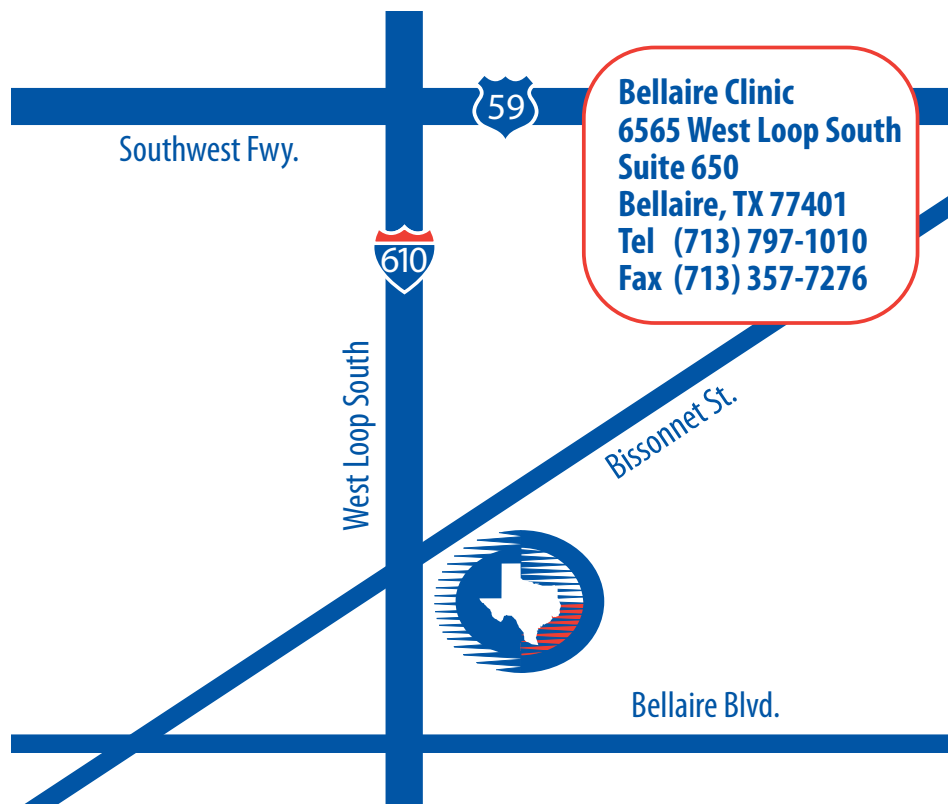 59
Southwest Fwy.
Bellaire Clinic
6565 West Loop South
Suite 650
Bellaire, TX 77401
Tel (713) 797-1010
Fax (713) 357-7276
610
West Loop South
Bissonnet St.
Bellaire Blvd.